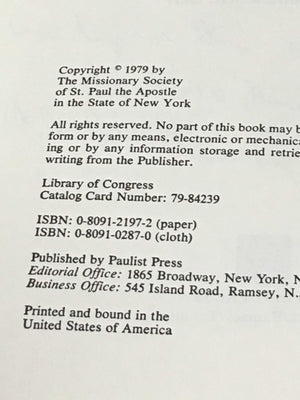 Copyright © 1979 by
The Missionary Society
of St. Paul the Apostle
in the State of New York
All rights reserved. No part of this book may b
form or by any means, electronic or mechanic
ing or by any information storage and retrie
writing from the Publisher.
Library of Congress
Catalog Card Number: 79-84239
ISBN: 0-8091-2197-2 (paper)
ISBN: 0-8091-0287-0 (cloth)
Published by Paulist Press
Editorial Office: 1865 Broadway, New York, N
Business Office: 545 Island Road, Ramsey, N.
Printed and bound in the
United States of America